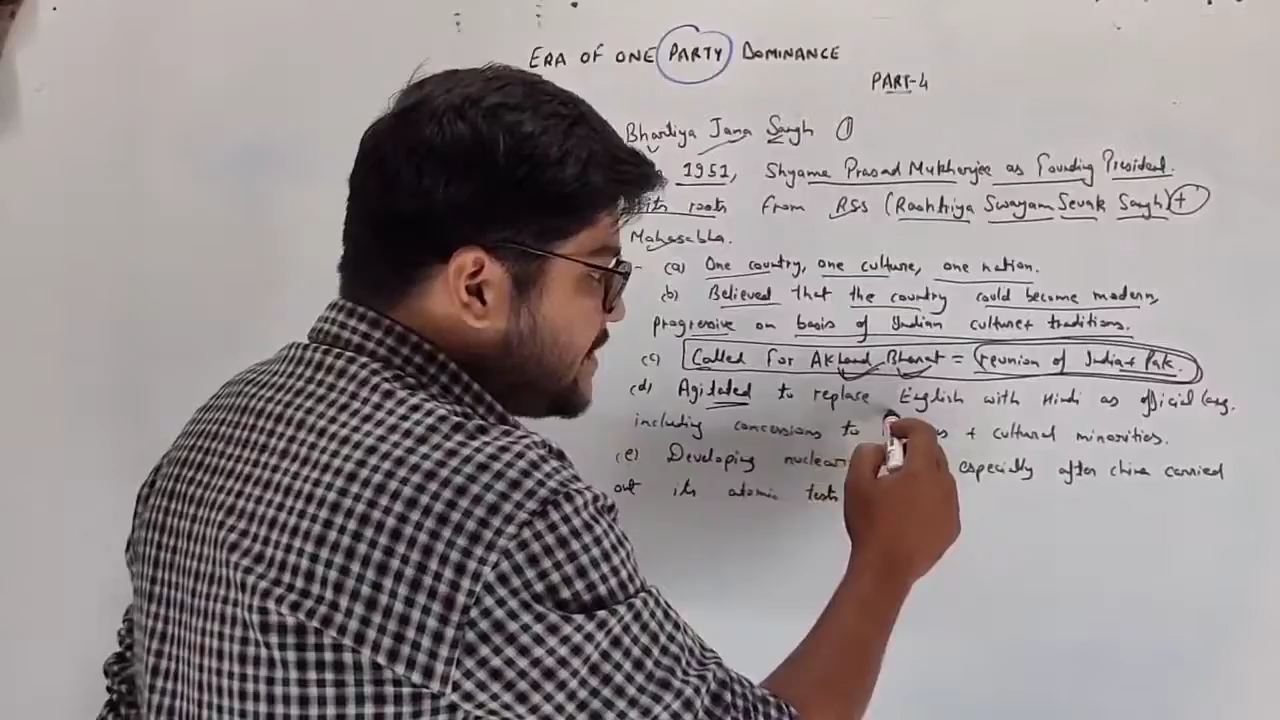 ERA OF ONE PARTY DOMINANCE
PART-4
Bhartiya Jana Sangh ①
1951, Shyama Prasad Mukherjee as Founding President.
its roots from RSS (Rashtriya Swayam Sevak Sangh) +
Mahasabha.
- (a) One country, one culture, one nation.
(b) Believed that the country could become modern,
progressive on basis of Indian culture + traditions.
(c) Called for Akhand Bharat = reunion of India + Pak.
(d) Agitated to replace English with Hindi as official lang.
including concessions to + cultural minorities.
(e) Developing nuclear especially after china carried
out its atomic tests